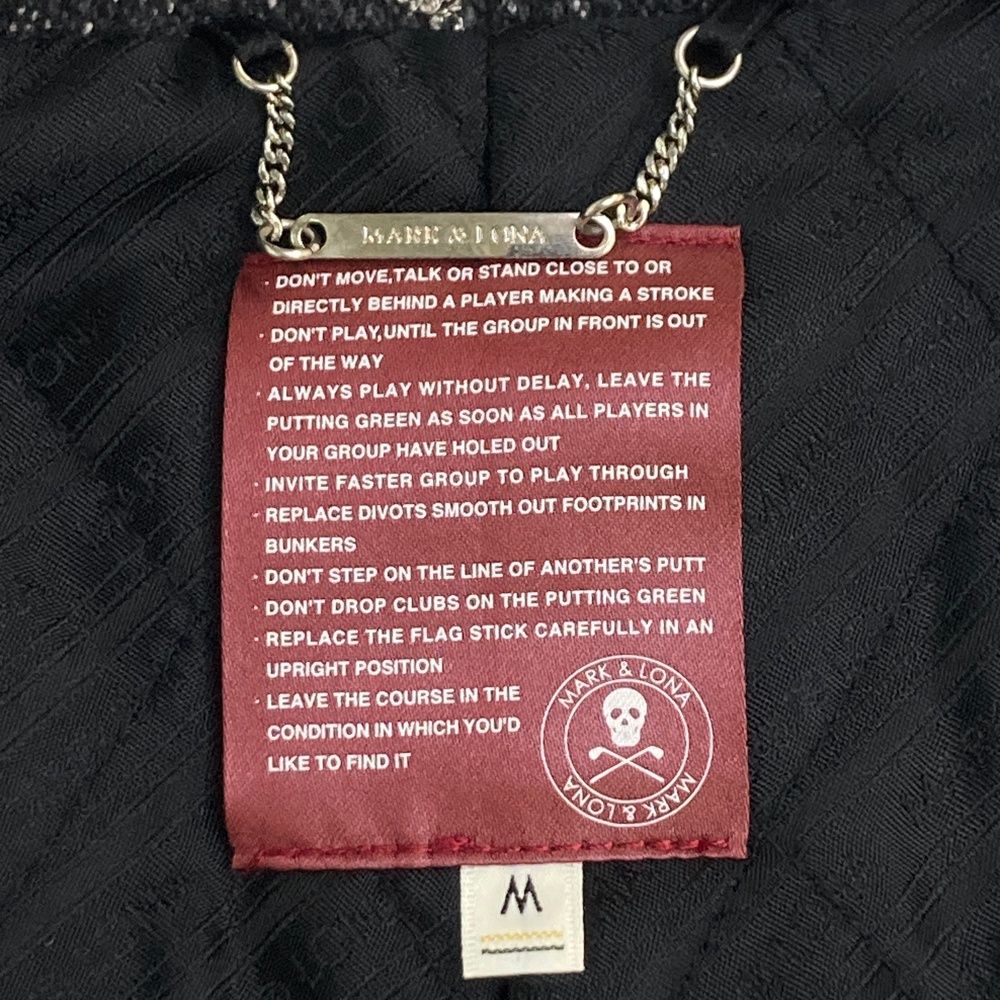 MARK & LONA
· DON'T MOVE,TALK OR STAND CLOSE TO OR
DIRECTLY BEHIND A PLAYER MAKING A STROKE
· DON'T PLAY,UNTIL THE GROUP IN FRONT IS OUT
OF THE WAY
· ALWAYS PLAY WITHOUT DELAY, LEAVE THE
PUTTING GREEN AS SOON AS ALL PLAYERS IN
YOUR GROUP HAVE HOLED OUT
· INVITE FASTER GROUP TO PLAY THROUGH
· REPLACE DIVOTS SMOOTH OUT FOOTPRINTS IN
BUNKERS
· DON'T STEP ON THE LINE OF ANOTHER'S PUTT
· DON'T DROP CLUBS ON THE PUTTING GREEN
· REPLACE THE FLAG STICK CAREFULLY IN AN
UPRIGHT POSITION
· LEAVE THE COURSE IN THE
CONDITION IN WHICH YOU'D
LIKE TO FIND IT
MARK & LONA
MARK & LONA
M